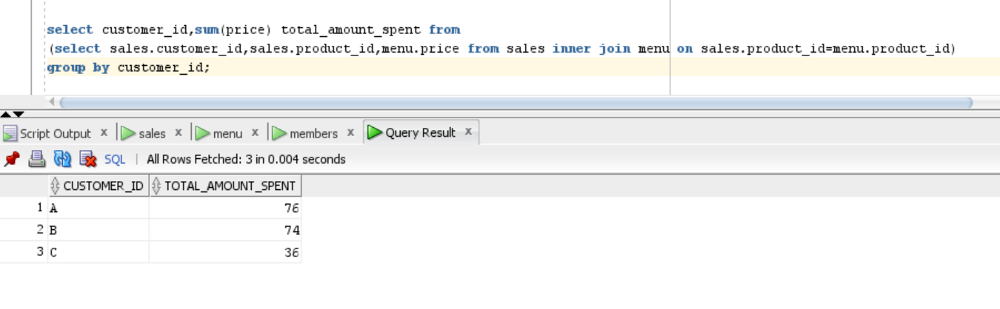 select customer_id,sum(price) total_amount_spent from
(select sales.customer_id,sales.product_id,menu.price from sales inner join menu on sales.product_id=menu.product_id)
group by customer_id;
Script Output x sales x menu x members x Query Result x
SQL | All Rows Fetched: 3 in 0.004 seconds
CUSTOMER_ID TOTAL_AMOUNT_SPENT
1 A 76
2 B 74
3 C 36